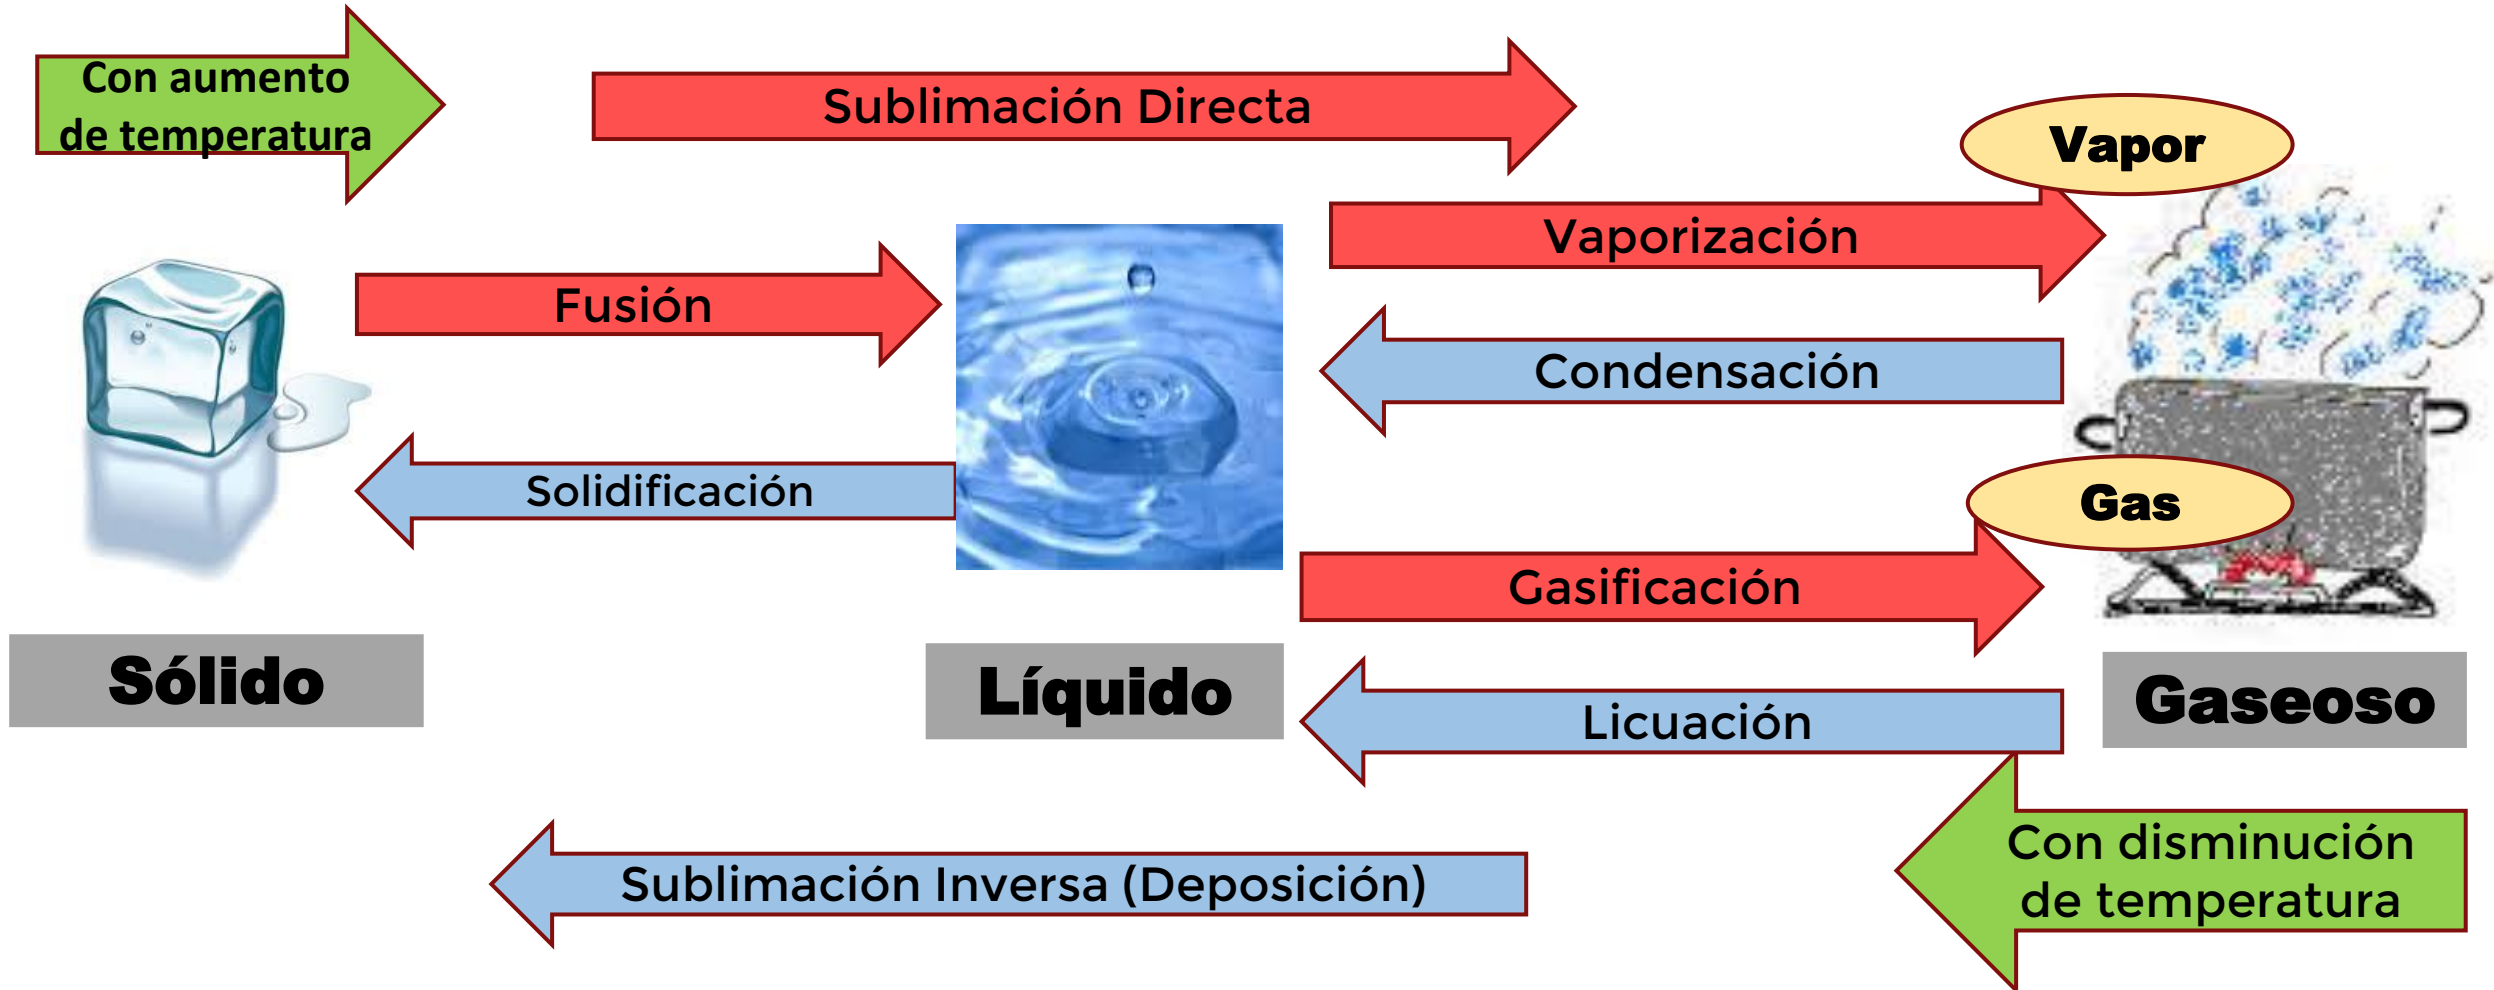 Con aumento
de temperatura
Sublimación Directa
Vapor
Vaporización
Fusión
Condensación
Solidificación
Gas
Gasificación
Sólido
Líquido
Gaseoso
Licuación
Con disminución
de temperatura
Sublimación Inversa (Deposición)